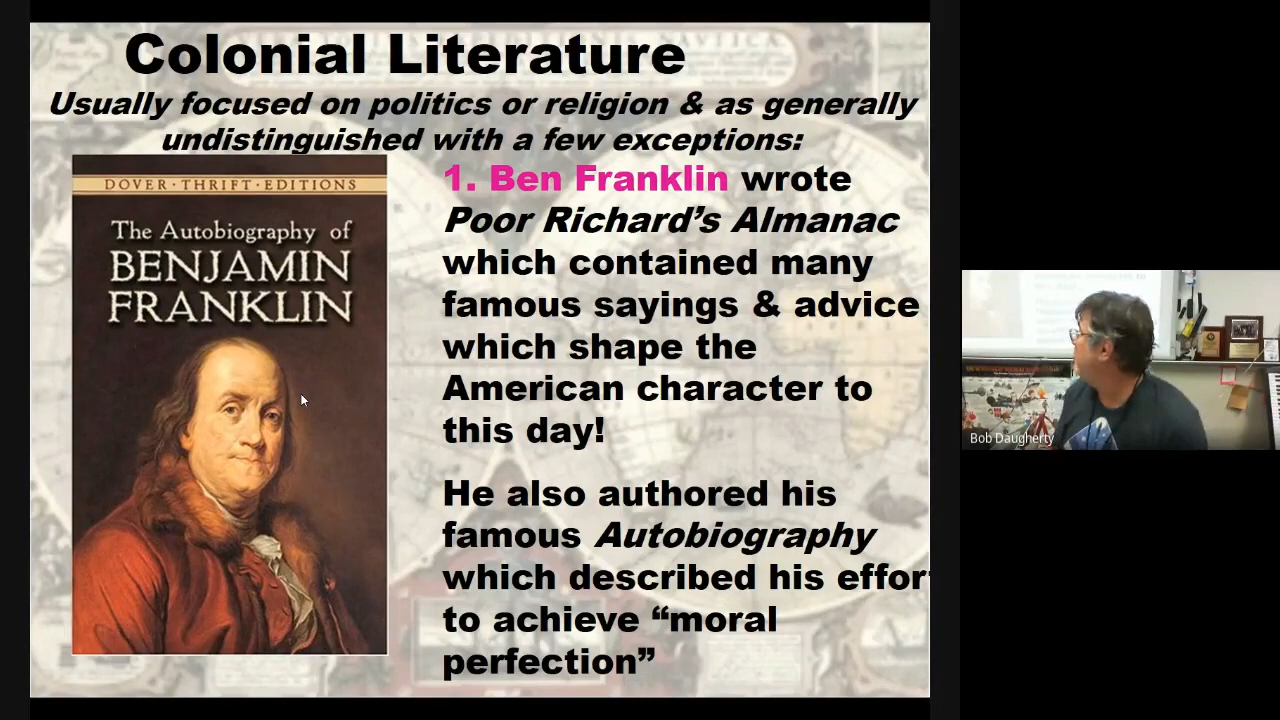 Colonial Literature
Usually focused on politics or religion & as generally
undistinguished with a few exceptions:
DOVER · THRIFT · EDITIONS
The Autobiography of
BENJAMIN
FRANKLIN
1. Ben Franklin wrote
Poor Richard’s Almanac
which contained many
famous sayings & advice
which shape the
American character to
this day!
He also authored his
famous Autobiography
which described his effor
to achieve “moral
perfection”
Bob Daugherty